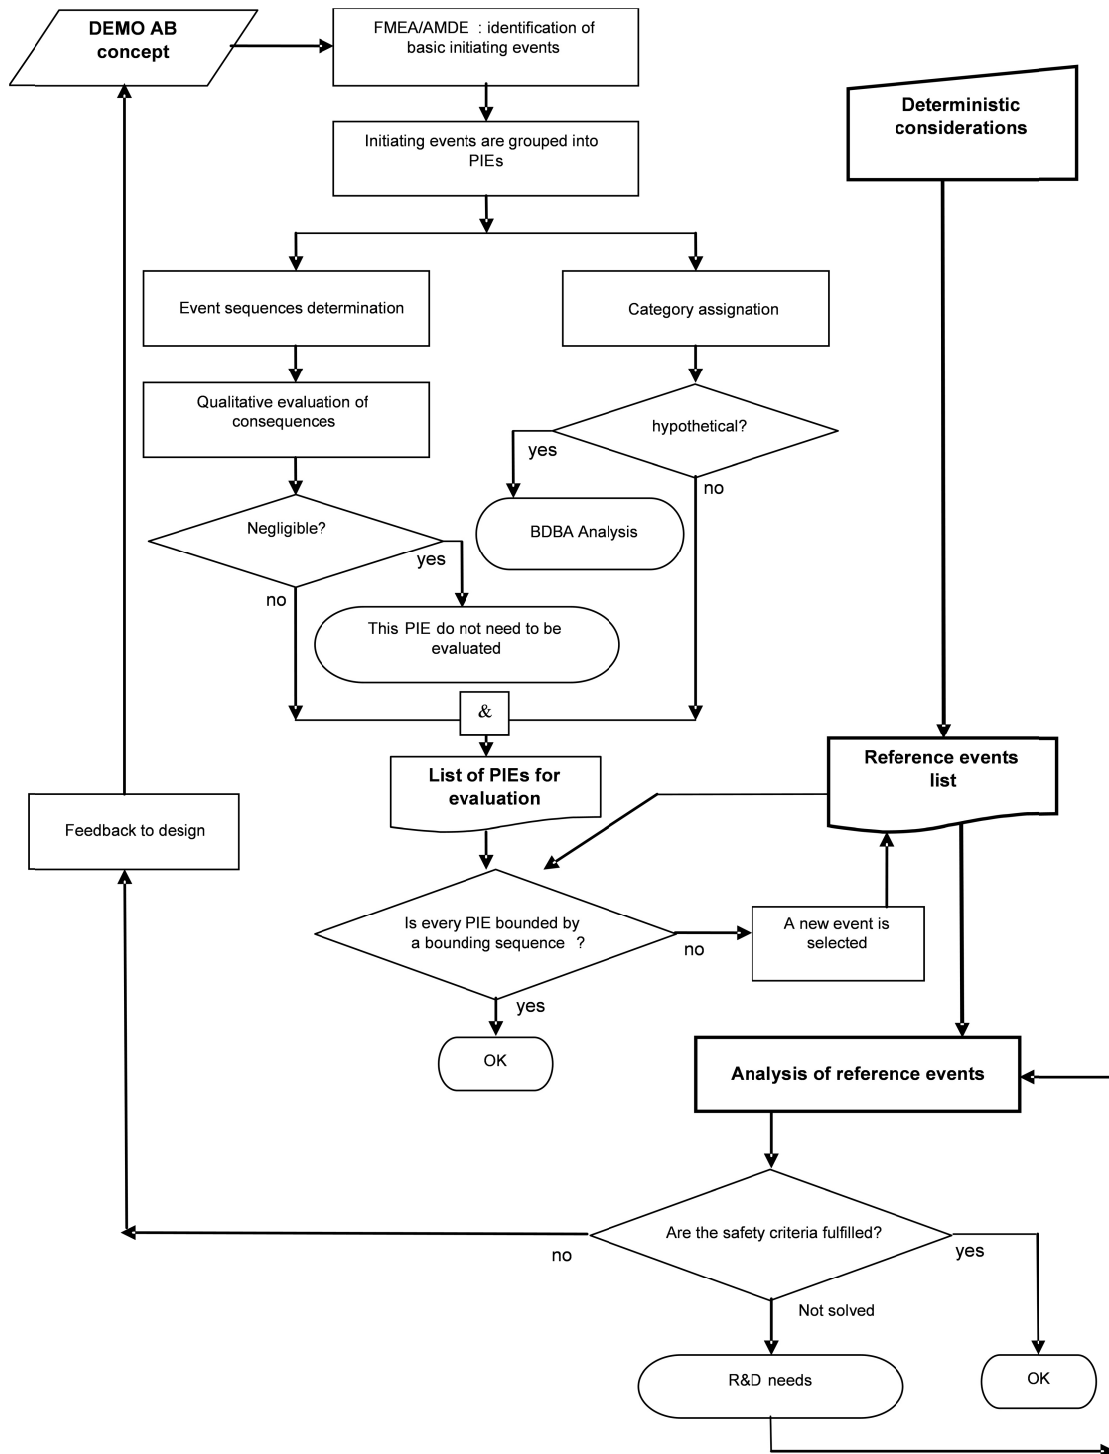 DEMO AB
concept
FMEA/AMDE : identification of
basic initiating events
Deterministic
considerations
Initiating events are grouped into
PIEs
Event sequences determination
Category assignation
Qualitative evaluation of
consequences
hypothetical?
yes
no
BDBA Analysis
Negligible?
yes
no
This PIE do not need to be
evaluated
&
List of PIEs for
evaluation
Reference events
list
Feedback to design
Is every PIE bounded by
a bounding sequence ?
no
A new event is
selected
yes
OK
Analysis of reference events
Are the safety criteria fulfilled?
no
yes
Not solved
R&D needs
OK